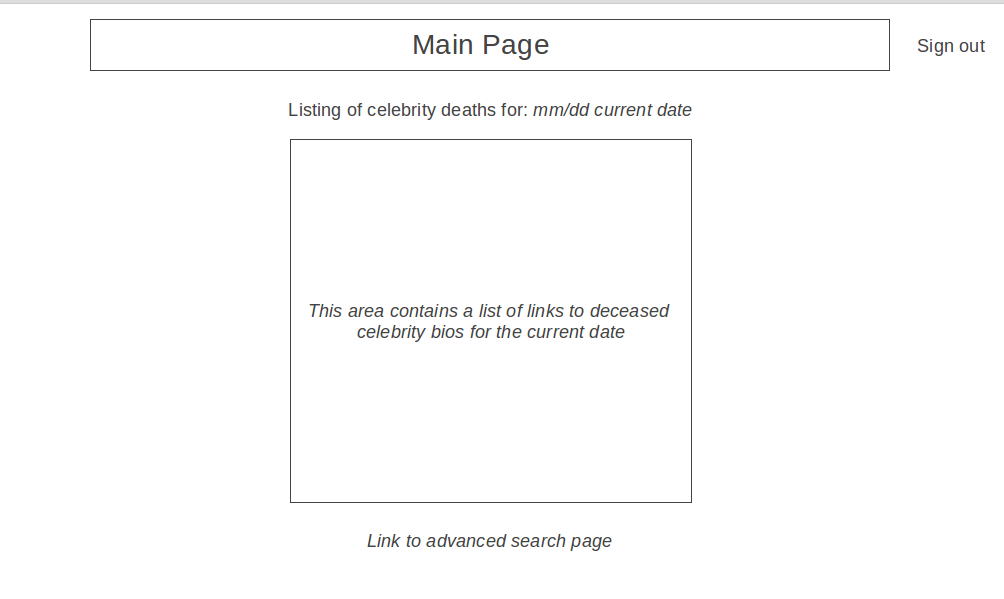 Main Page
Sign out
Listing of celebrity deaths for: mm/dd current date
This area contains a list of links to deceased
celebrity bios for the current date
Link to advanced search page